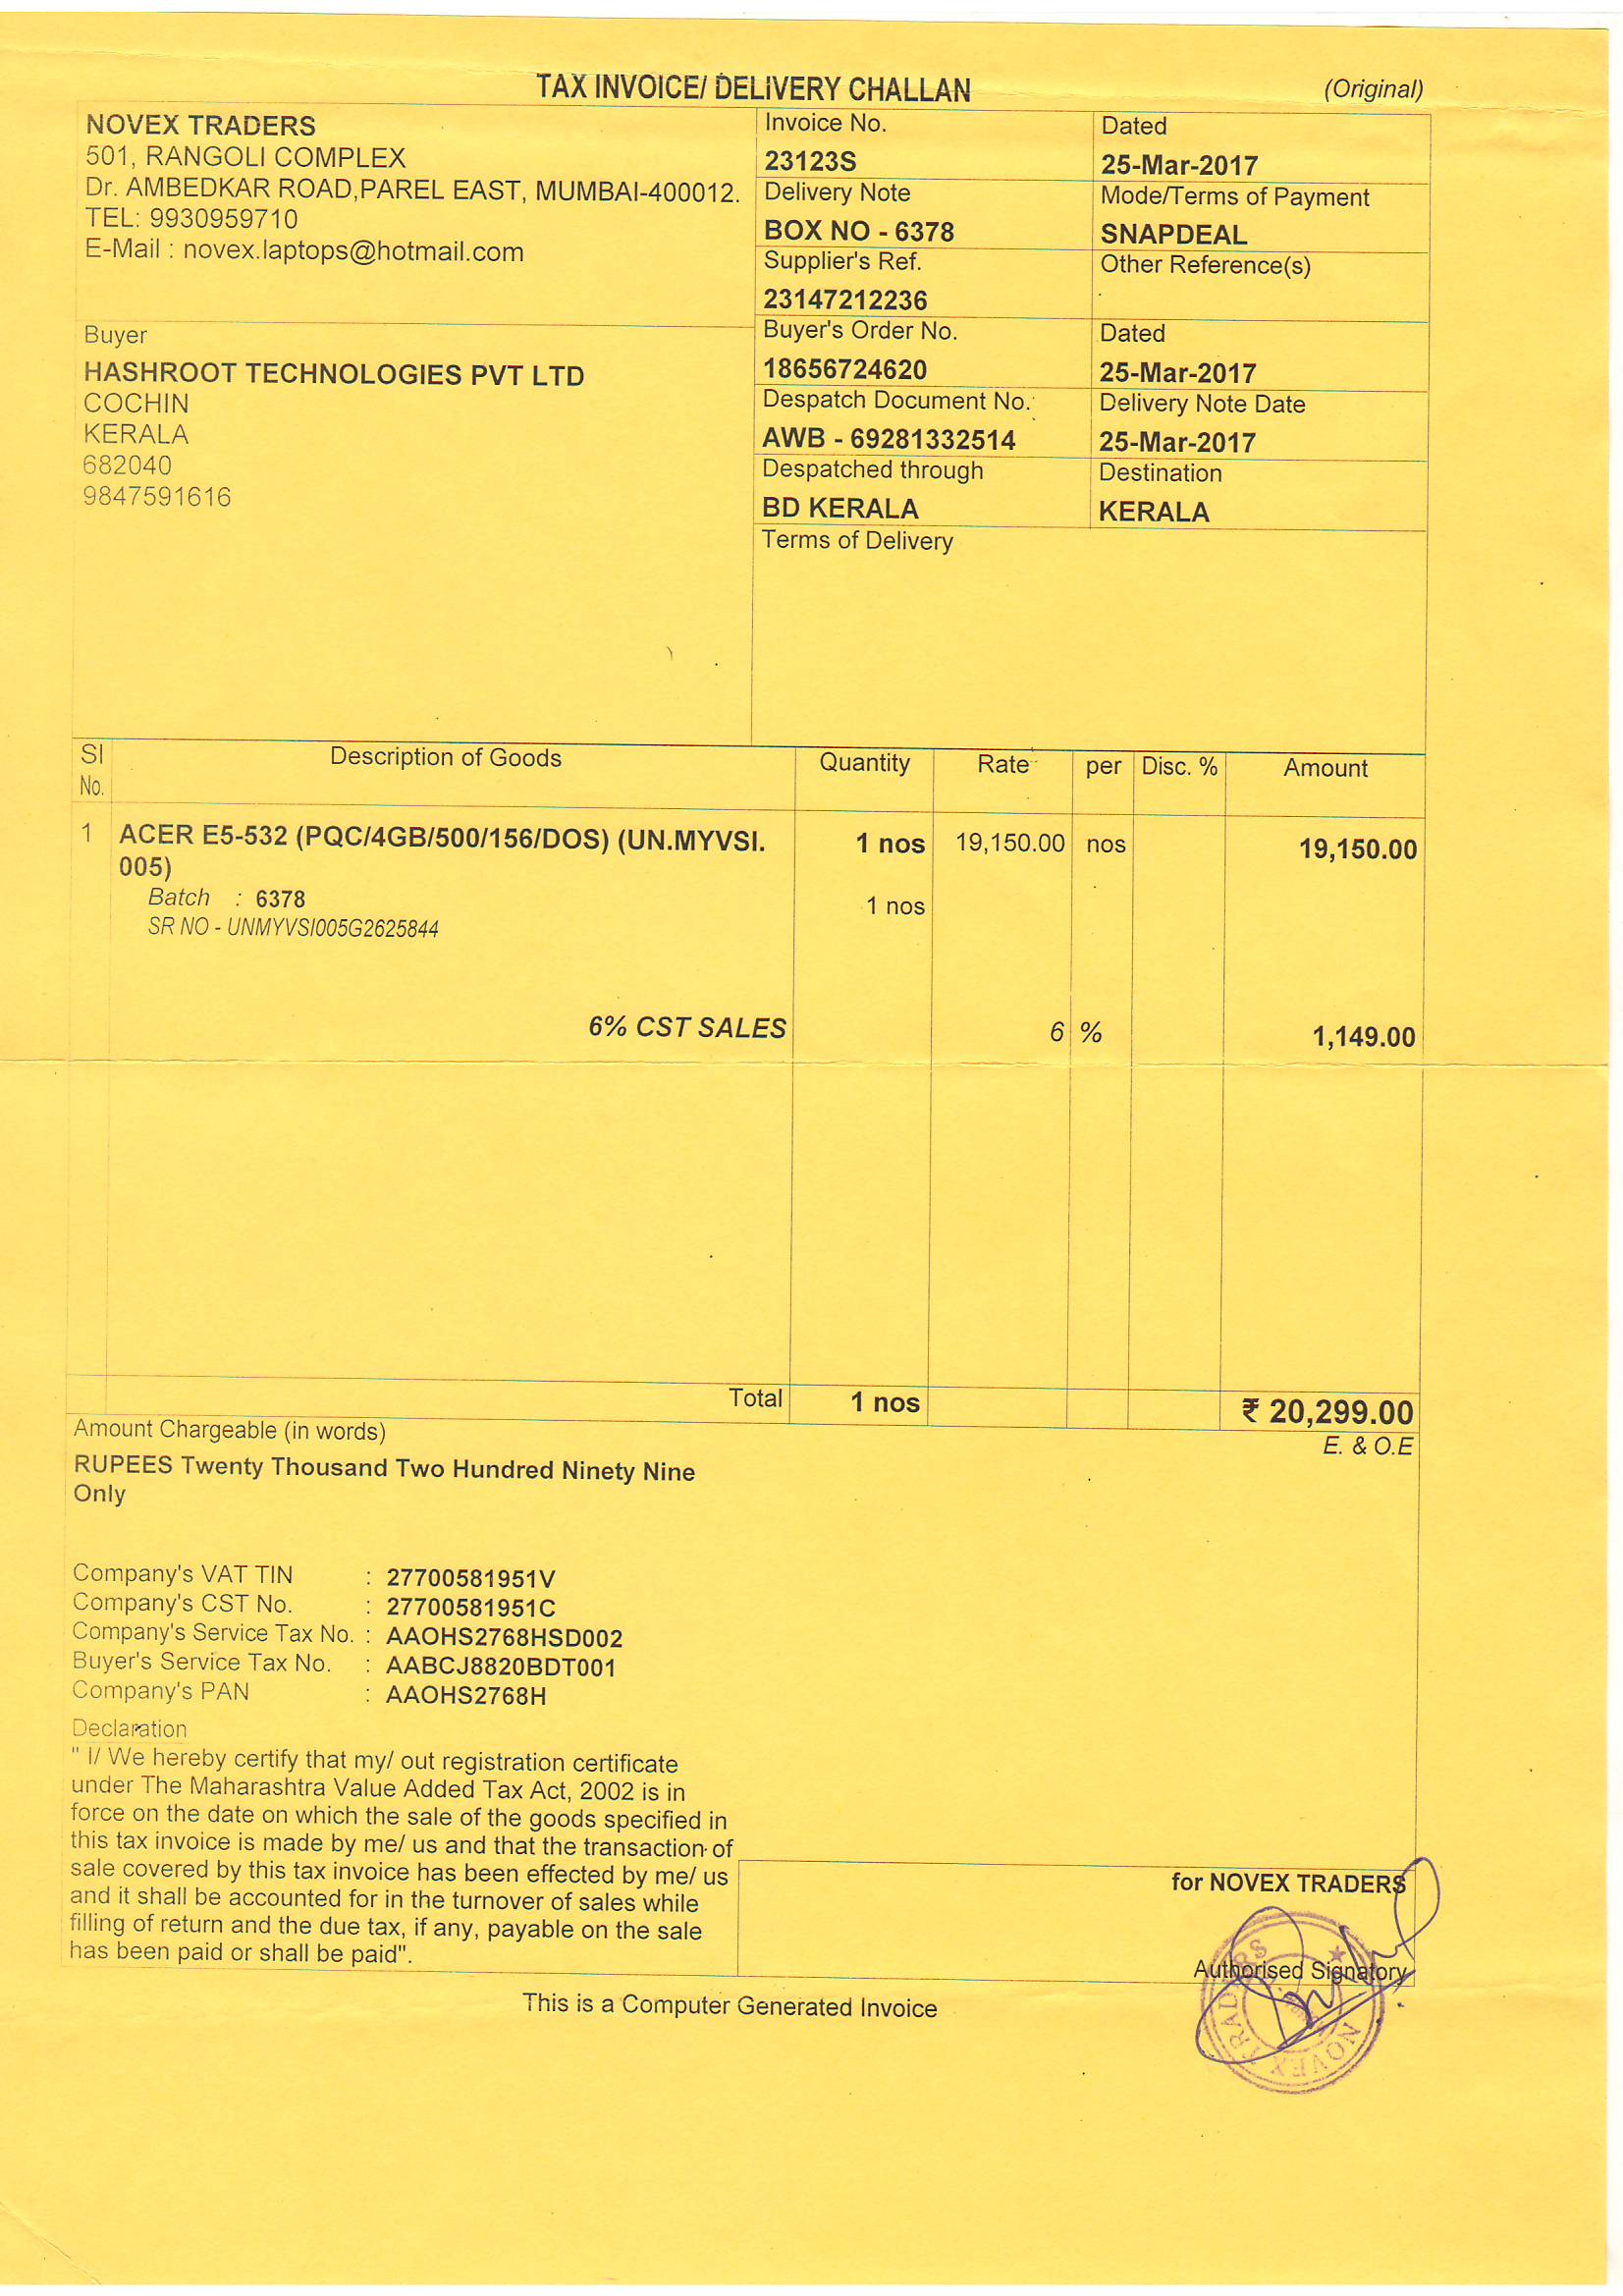 TAX INVOICE/ DELIVERY CHALLAN
(Original)
NOVEX TRADERS
501, RANGOLI COMPLEX
Dr. AMBEDKAR ROAD,PAREL EAST, MUMBAI-400012.
TEL: 9930959710
E-Mail : novex.laptops@hotmail.com
Invoice No.
23123S
Dated
25-Mar-2017
Delivery Note
BOX NO - 6378
Mode/Terms of Payment
SNAPDEAL
Supplier's Ref.
23147212236
Other Reference(s)
Buyer
HASHROOT TECHNOLOGIES PVT LTD
COCHIN
KERALA
682040
9847591616
Buyer's Order No.
18656724620
Dated
25-Mar-2017
Despatch Document No.
AWB - 69281332514
Delivery Note Date
25-Mar-2017
Despatched through
BD KERALA
Destination
KERALA
Terms of Delivery
SI No. Description of Goods Quantity Rate per Disc. % Amount
1 ACER E5-532 (PQC/4GB/500/156/DOS) (UN.MYVSI. 1 nos 19,150.00 nos 19,150.00
005)
Batch : 6378 1 nos
SR NO - UNMYVSI005G2625844
6% CST SALES 6 % 1,149.00
Total 1 nos ₹ 20,299.00
Amount Chargeable (in words)
E. & O.E
RUPEES Twenty Thousand Two Hundred Ninety Nine
Only
Company's VAT TIN : 27700581951V
Company's CST No. : 27700581951C
Company's Service Tax No. : AAOHS2768HSD002
Buyer's Service Tax No. : AABCJ8820BDT001
Company's PAN : AAOHS2768H
Declaration
" I/ We hereby certify that my/ out registration certificate
under The Maharashtra Value Added Tax Act, 2002 is in
force on the date on which the sale of the goods specified in
this tax invoice is made by me/ us and that the transaction of
sale covered by this tax invoice has been effected by me/ us
and it shall be accounted for in the turnover of sales while
filling of return and the due tax, if any, payable on the sale
has been paid or shall be paid".
for NOVEX TRADERS
Authorised Signatory
NOVEX TRADERS
This is a Computer Generated Invoice